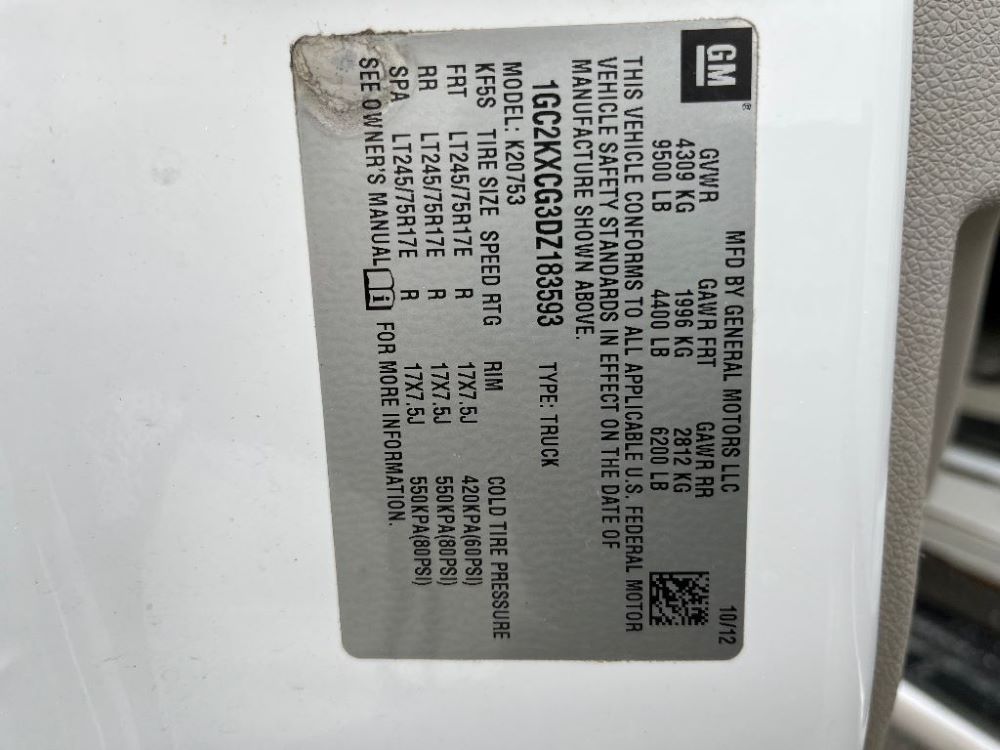 GM®
MFD BY GENERAL MOTORS LLC 10/12
GVWR GAWR FRT GAWR RR
4309 KG 1996 KG 2812 KG
9500 LB 4400 LB 6200 LB
THIS VEHICLE CONFORMS TO ALL APPLICABLE U.S. FEDERAL MOTOR
VEHICLE SAFETY STANDARDS IN EFFECT ON THE DATE OF
MANUFACTURE SHOWN ABOVE.
1GC2KXCG3DZ183593 TYPE: TRUCK
MODEL: K20753
KF5S TIRE SIZE SPEED RTG RIM COLD TIRE PRESSURE
FRT LT245/75R17E R 17X7.5J 420KPA(60PSI)
RR LT245/75R17E R 17X7.5J 550KPA(80PSI)
SPA LT245/75R17E R 17X7.5J 550KPA(80PSI)
SEE OWNER'S MANUAL i FOR MORE INFORMATION.